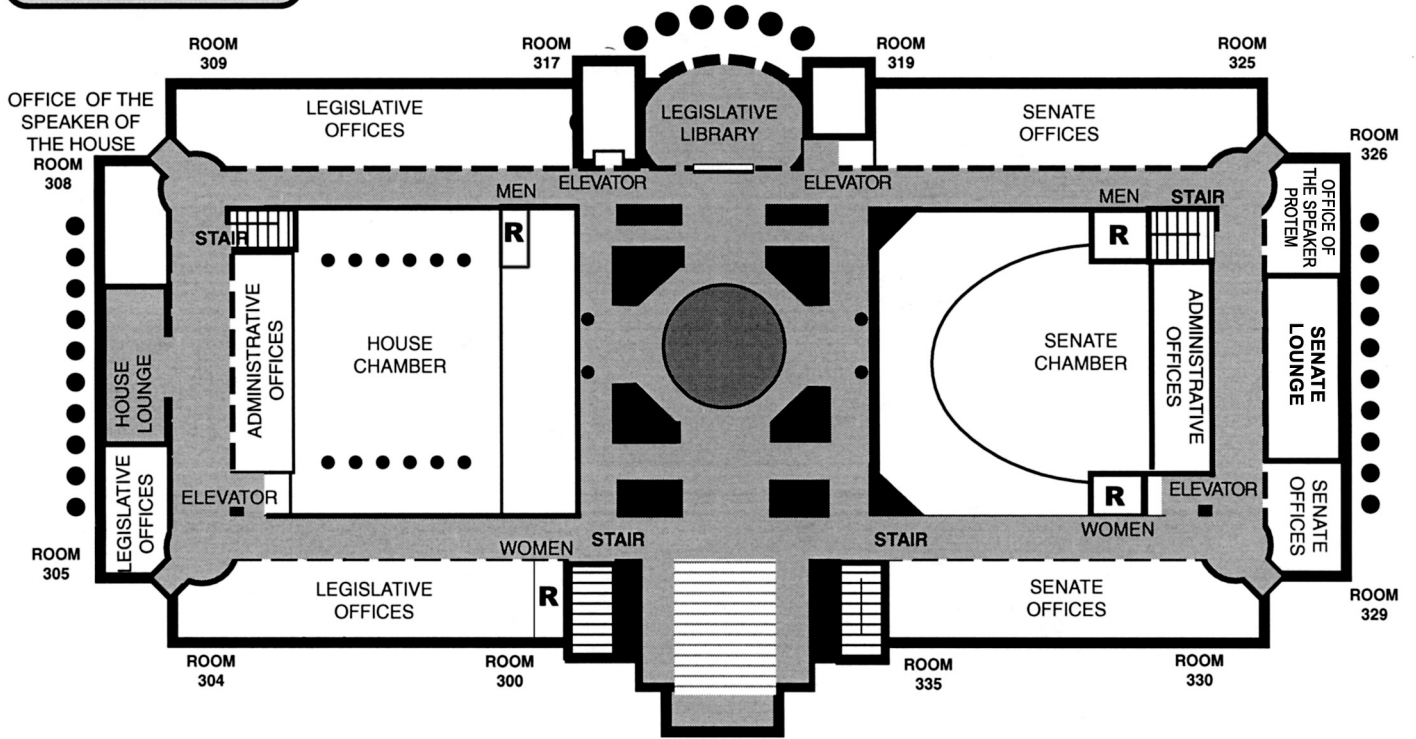 ROOM
309
ROOM
317
ROOM
319
ROOM
325
OFFICE OF THE
SPEAKER OF
THE HOUSE
ROOM
308
LEGISLATIVE
OFFICES
LEGISLATIVE
LIBRARY
SENATE
OFFICES
ROOM
326
MEN
ELEVATOR
ELEVATOR
MEN
STAIR
OFFICE OF
THE SPEAKER
PROTEM
STAIR
R
R
ADMINISTRATIVE
OFFICES
HOUSE
CHAMBER
SENATE
CHAMBER
ADMINISTRATIVE
OFFICES
SENATE
LOUNGE
HOUSE
LOUNGE
LEGISLATIVE
OFFICES
ELEVATOR
R
ELEVATOR
SENATE
OFFICES
WOMEN
STAIR
STAIR
WOMEN
ROOM
305
LEGISLATIVE
OFFICES
R
SENATE
OFFICES
ROOM
329
ROOM
304
ROOM
300
ROOM
335
ROOM
330